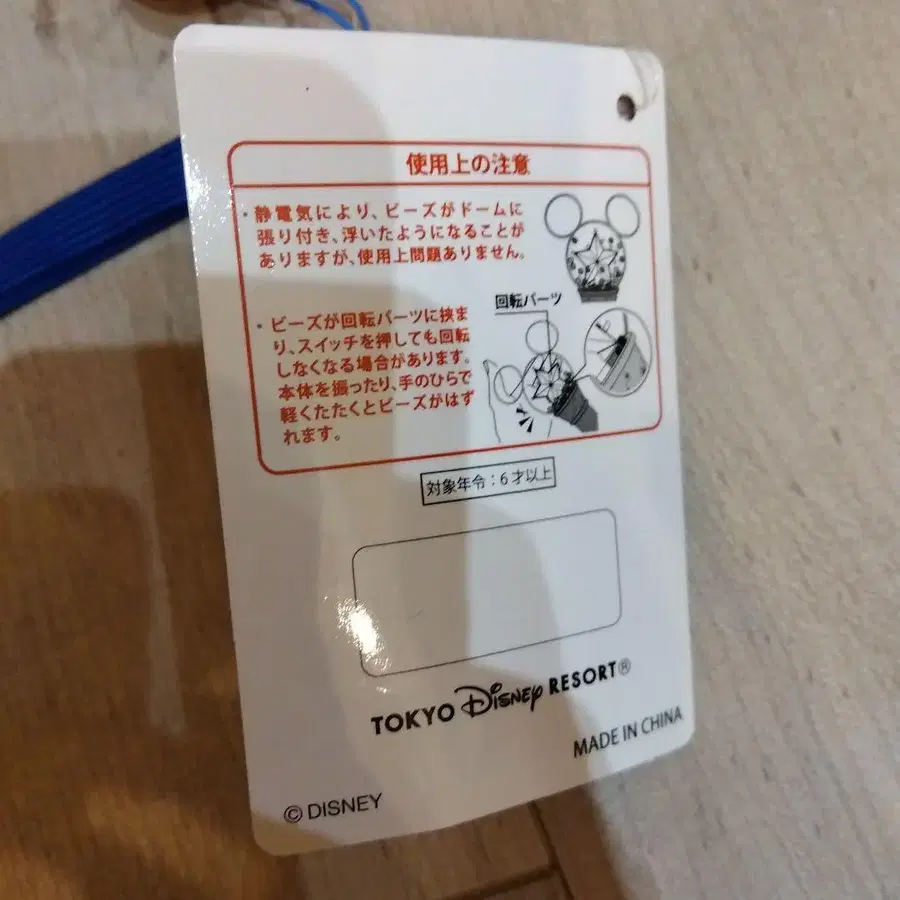 使用上の注意
・静電気により、ビーズがドームに
張り付き、浮いたようになることが
ありますが、使用上問題ありません。
回転パーツ
・ビーズが回転パーツに挟ま
り、スイッチを押しても回転
しなくなる場合があります。
本体を振ったり、手のひらで
軽くたたくとビーズがはず
れます。
対象年令：6才以上
TOKYO Disney RESORT®
MADE IN CHINA
© DISNEY